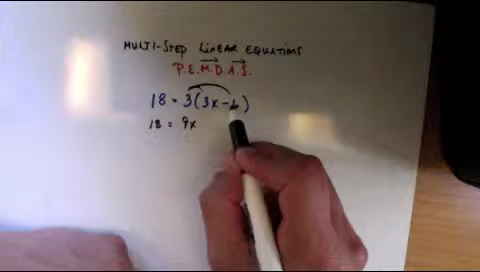 MULTI-STEP LINEAR EQUATIONS
P.E.M.D.A.S.
18 = 3(3x - 6)
18 = 9x